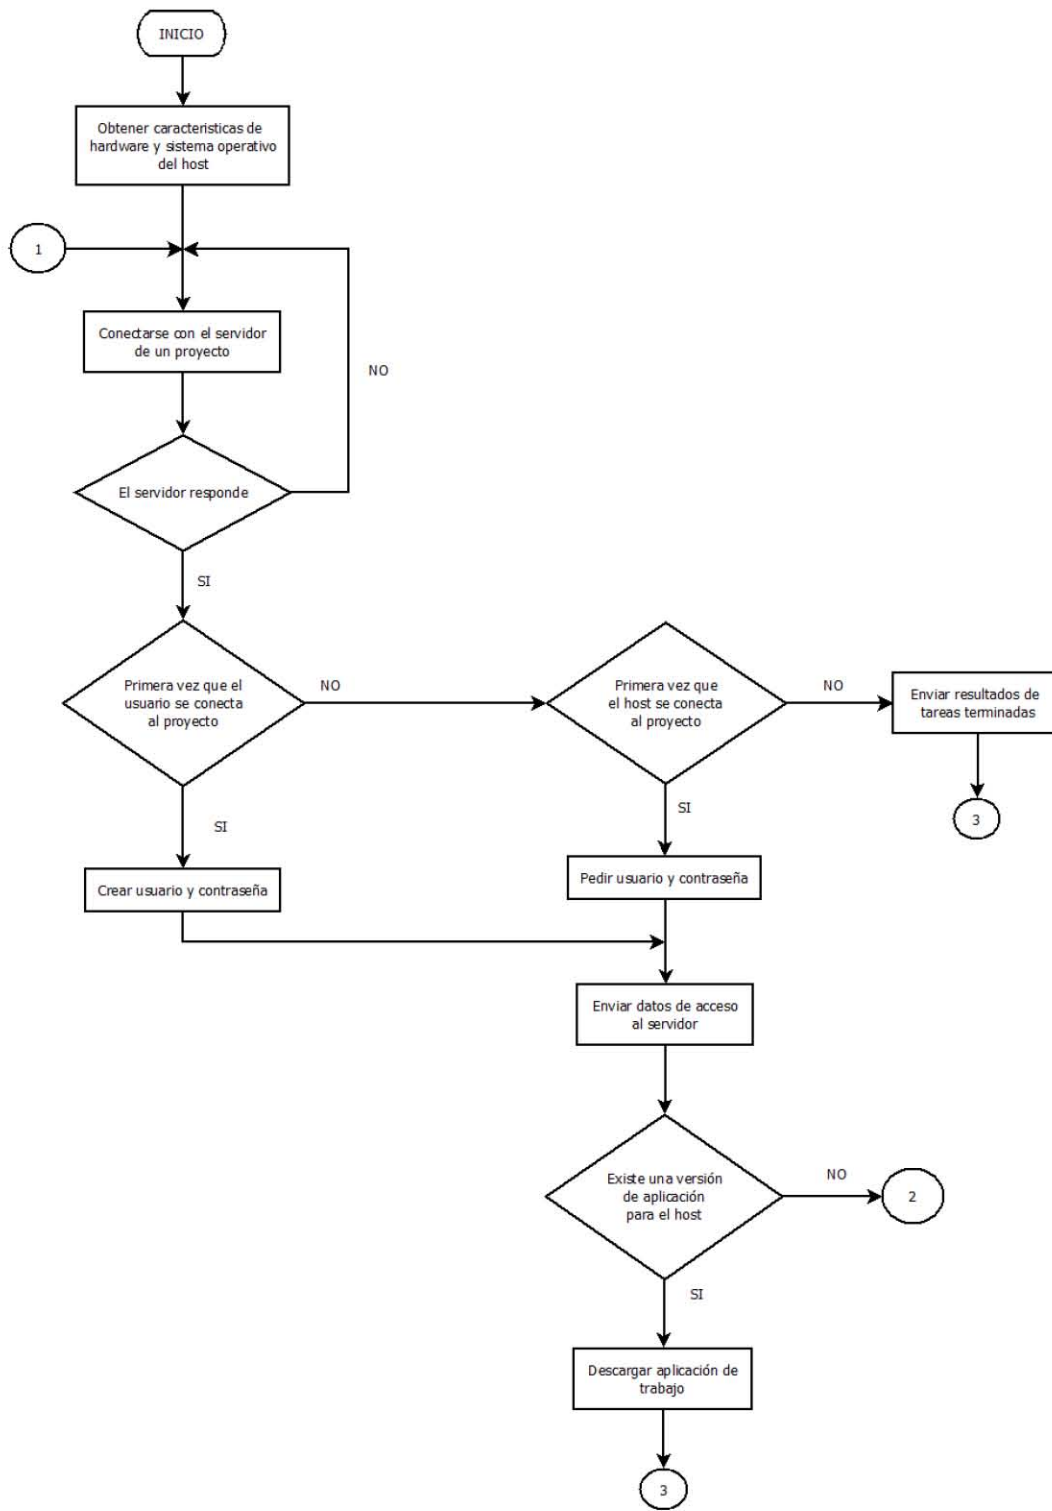 INICIO
Obtener caracteristicas de
hardware y sistema operativo
del host
1
Conectarse con el servidor
de un proyecto
NO
El servidor responde
SI
Primera vez que el
usuario se conecta
al proyecto
NO
Primera vez que
el host se conecta
al proyecto
NO
Enviar resultados de
tareas terminadas
3
SI
SI
Crear usuario y contraseña
Pedir usuario y contraseña
Enviar datos de acceso
al servidor
Existe una versión
de aplicación
para el host
NO
2
SI
Descargar aplicación de
trabajo
3